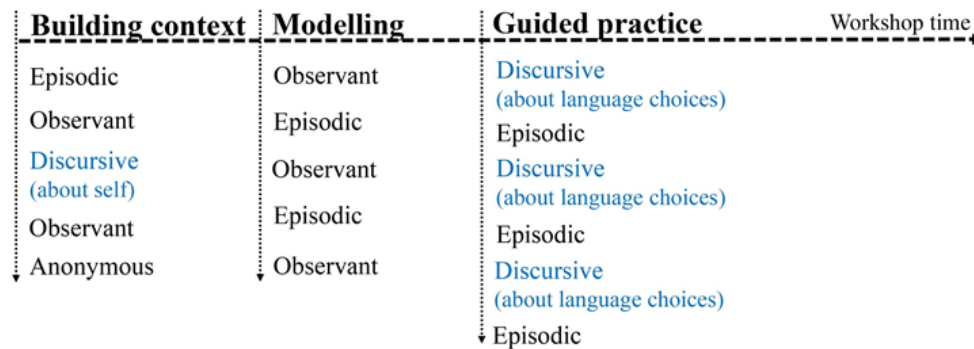 Building context Modelling Guided practice Workshop time
Episodic
Observant
Discursive
(about self)
Observant
Anonymous
Observant
Episodic
Observant
Episodic
Observant
Discursive
(about language choices)
Episodic
Discursive
(about language choices)
Episodic
Discursive
(about language choices)
Episodic